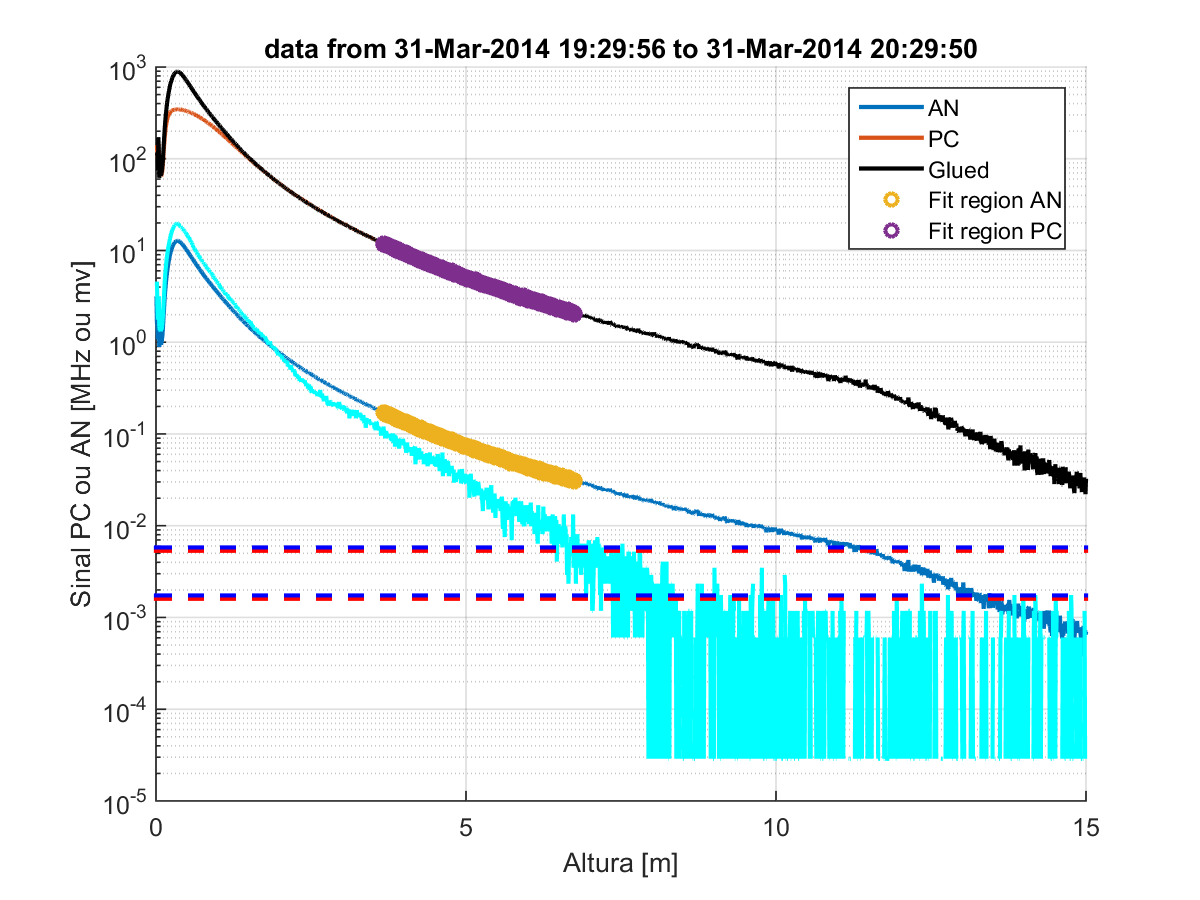 data from 31-Mar-2014 19:29:56 to 31-Mar-2014 20:29:50
10^3
10^2
10^1
10^0
10^-1
10^-2
10^-3
10^-4
10^-5
Sinal PC ou AN [MHz ou mv]
AN
PC
Glued
Fit region AN
Fit region PC
0
5
10
15
Altura [m]